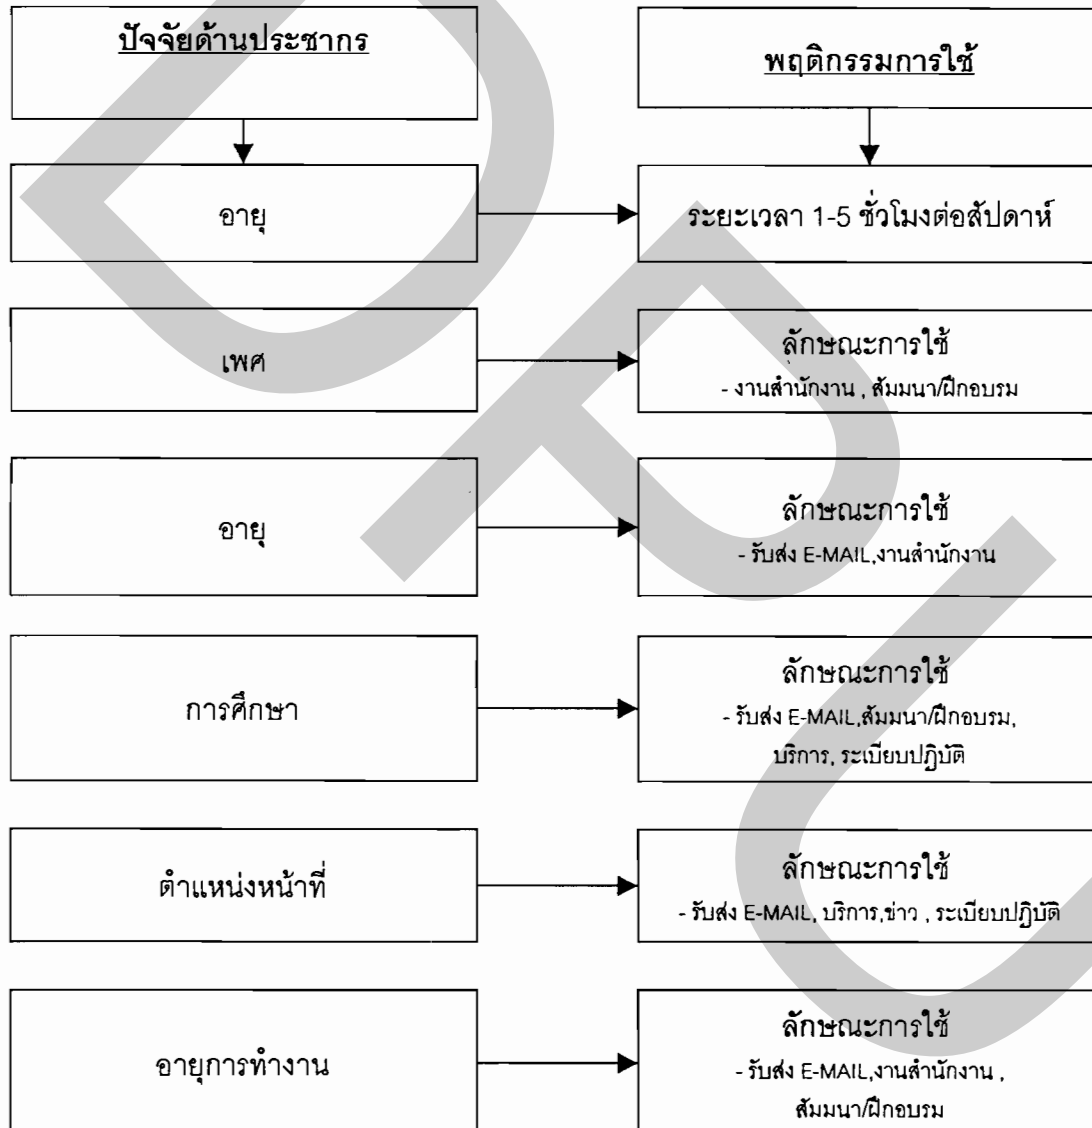 ปัจจัยด้านประชากร
พฤติกรรมการใช้
อายุ
ระยะเวลา 1-5 ชั่วโมงต่อสัปดาห์
เพศ
ลักษณะการใช้
- งานสำนักงาน , สัมมนา/ฝึกอบรม
อายุ
ลักษณะการใช้
- รับส่ง E-MAIL,งานสำนักงาน
การศึกษา
ลักษณะการใช้
- รับส่ง E-MAIL,สัมมนา/ฝึกอบรม,
บริการ, ระเบียบปฏิบัติ
ตำแหน่งหน้าที่
ลักษณะการใช้
- รับส่ง E-MAIL, บริการ,ข่าว , ระเบียบปฏิบัติ
อายุการทำงาน
ลักษณะการใช้
- รับส่ง E-MAIL,งานสำนักงาน ,
สัมมนา/ฝึกอบรม
DPU